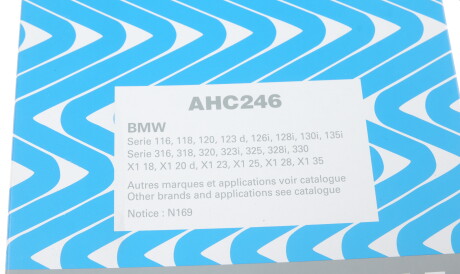 AHC246
BMW
Serie 116, 118, 120, 123 d, 126i, 128i, 130i, 135i
Serie 316, 318, 320, 323i, 325, 328i, 330
X1 18, X1 20 d, X1 23, X1 25, X1 28, X1 35
Autres marques et applications voir catalogue
Other brands and applications see catalogue
Notice : N169